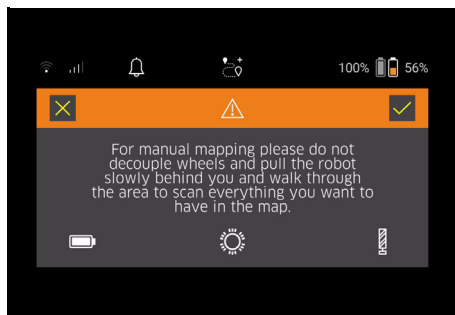 100% 56%
For manual mapping please do not
decouple wheels and pull the robot
slowly behind you and walk through
the area to scan everything you want to
have in the map.